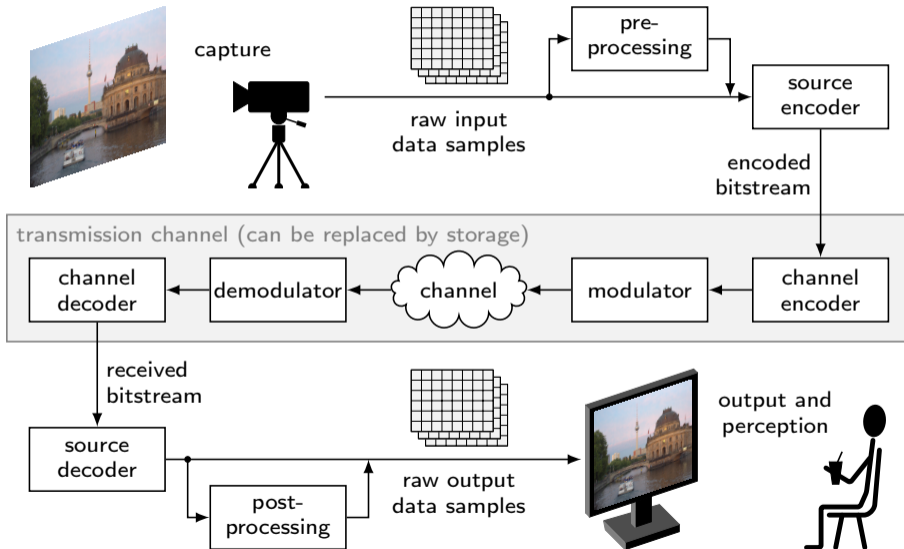 capture
raw input
data samples
pre-
processing
source
encoder
encoded
bitstream
transmission channel (can be replaced by storage)
channel
decoder
demodulator
channel
modulator
channel
encoder
received
bitstream
source
decoder
post-
processing
raw output
data samples
output and
perception